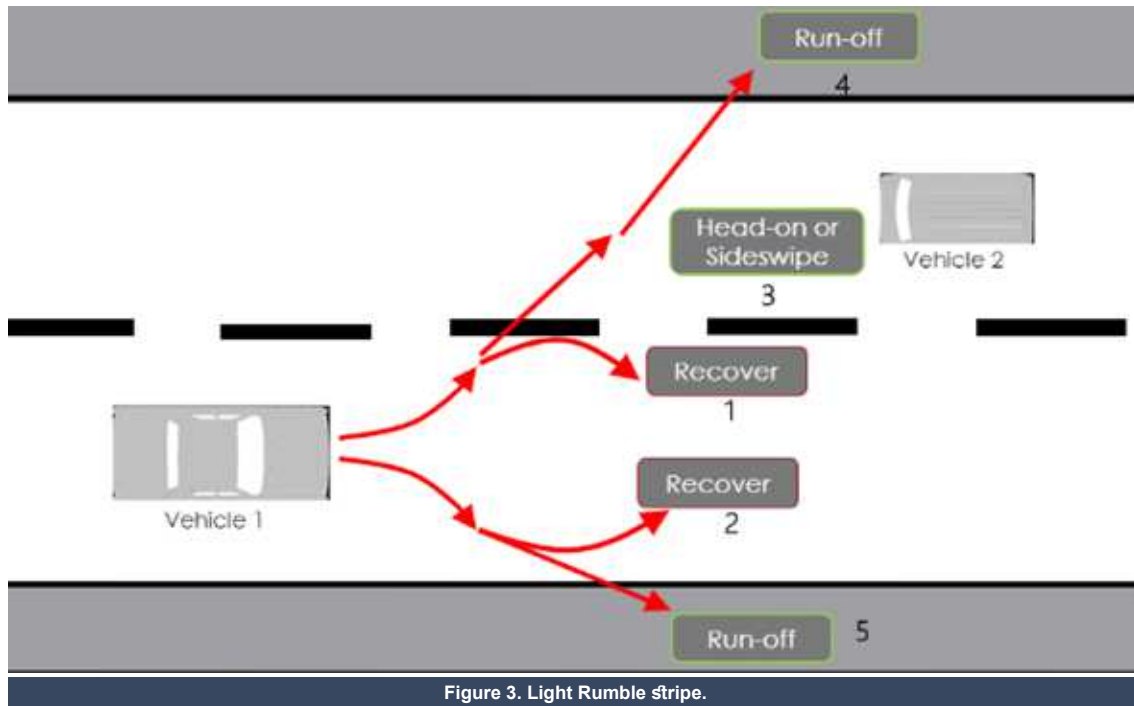 Run-off
4
Head-on or
Sideswipe
3
Vehicle 2
Recover
1
Recover
2
Vehicle 1
Run-off
5
Figure 3. Light Rumble stripe.